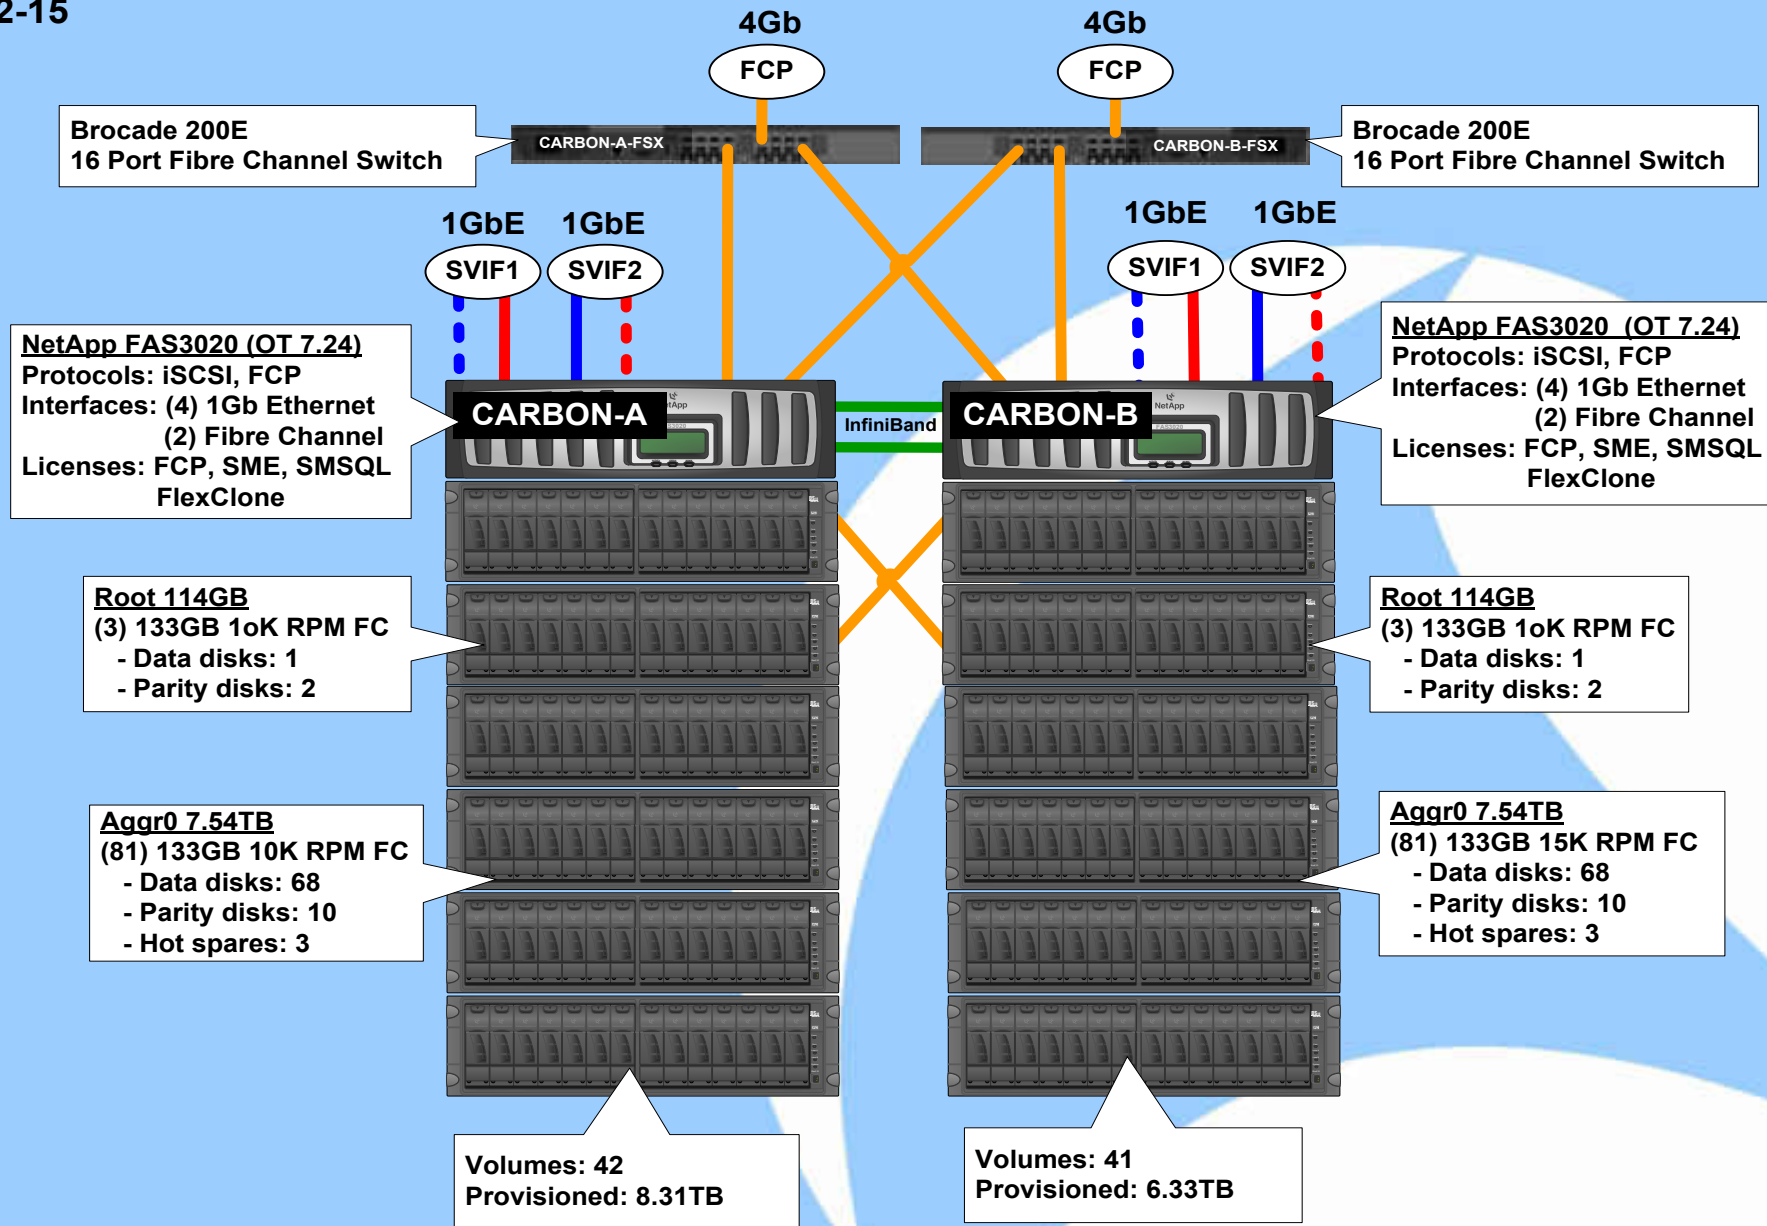 2-15
4Gb
4Gb
FCP
FCP
Brocade 200E
16 Port Fibre Channel Switch
CARBON-A-FSX
CARBON-B-FSX
Brocade 200E
16 Port Fibre Channel Switch
1GbE
1GbE
1GbE
1GbE
SVIF1
SVIF2
SVIF1
SVIF2
NetApp FAS3020 (OT 7.24)
Protocols: iSCSI, FCP
Interfaces: (4) 1Gb Ethernet
(2) Fibre Channel
Licenses: FCP, SME, SMSQL
FlexClone
CARBON-A
NetApp
FAS3020
InfiniBand
CARBON-B
NetApp
FAS3020
NetApp FAS3020 (OT 7.24)
Protocols: iSCSI, FCP
Interfaces: (4) 1Gb Ethernet
(2) Fibre Channel
Licenses: FCP, SME, SMSQL
FlexClone
Root 114GB
(3) 133GB 1oK RPM FC
- Data disks: 1
- Parity disks: 2
Root 114GB
(3) 133GB 1oK RPM FC
- Data disks: 1
- Parity disks: 2
Aggr0 7.54TB
(81) 133GB 10K RPM FC
- Data disks: 68
- Parity disks: 10
- Hot spares: 3
Aggr0 7.54TB
(81) 133GB 15K RPM FC
- Data disks: 68
- Parity disks: 10
- Hot spares: 3
Volumes: 42
Provisioned: 8.31TB
Volumes: 41
Provisioned: 6.33TB